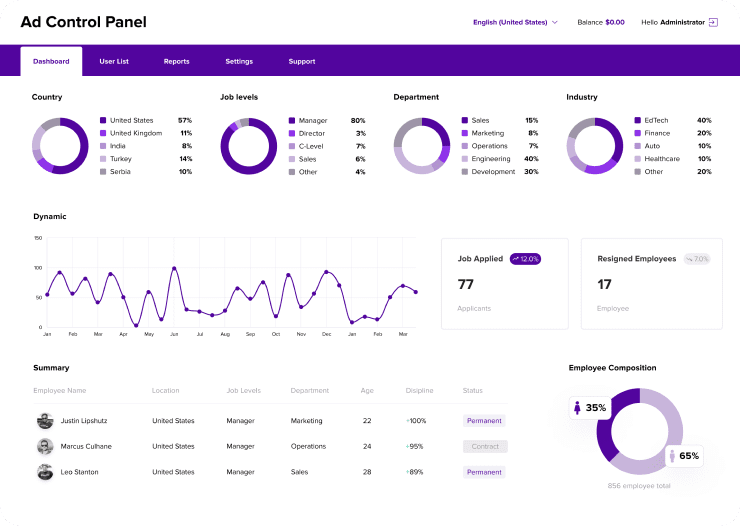 Ad Control Panel
English (United States)
Balance $0.00
Hello Administrator
Dashboard
User List
Reports
Settings
Support
Country
United States 57%
United Kingdom 11%
India 8%
Turkey 14%
Serbia 10%
Job levels
Manager 80%
Director 3%
C-Level 7%
Sales 6%
Other 4%
Department
Sales 15%
Marketing 8%
Operations 7%
Engineering 40%
Development 30%
Industry
EdTech 40%
Finance 20%
Auto 10%
Healthcare 10%
Other 20%
Dynamic
150
100
50
0
Jan Feb Mar Apr May Jun Jul Aug Sep Oct Nov Dec Jan Feb Mar
Job Applied 12.0%
77
Applicants
Resigned Employees 7.0%
17
Employee
Summary
Employee Name Location Job Levels Department Age Disipline Status
Justin Lipshutz United States Manager Marketing 22 +100% Permanent
Marcus Culhane United States Manager Operations 24 +95% Contract
Leo Stanton United States Manager Sales 28 +89% Permanent
Employee Composition
35%
65%
856 employee total